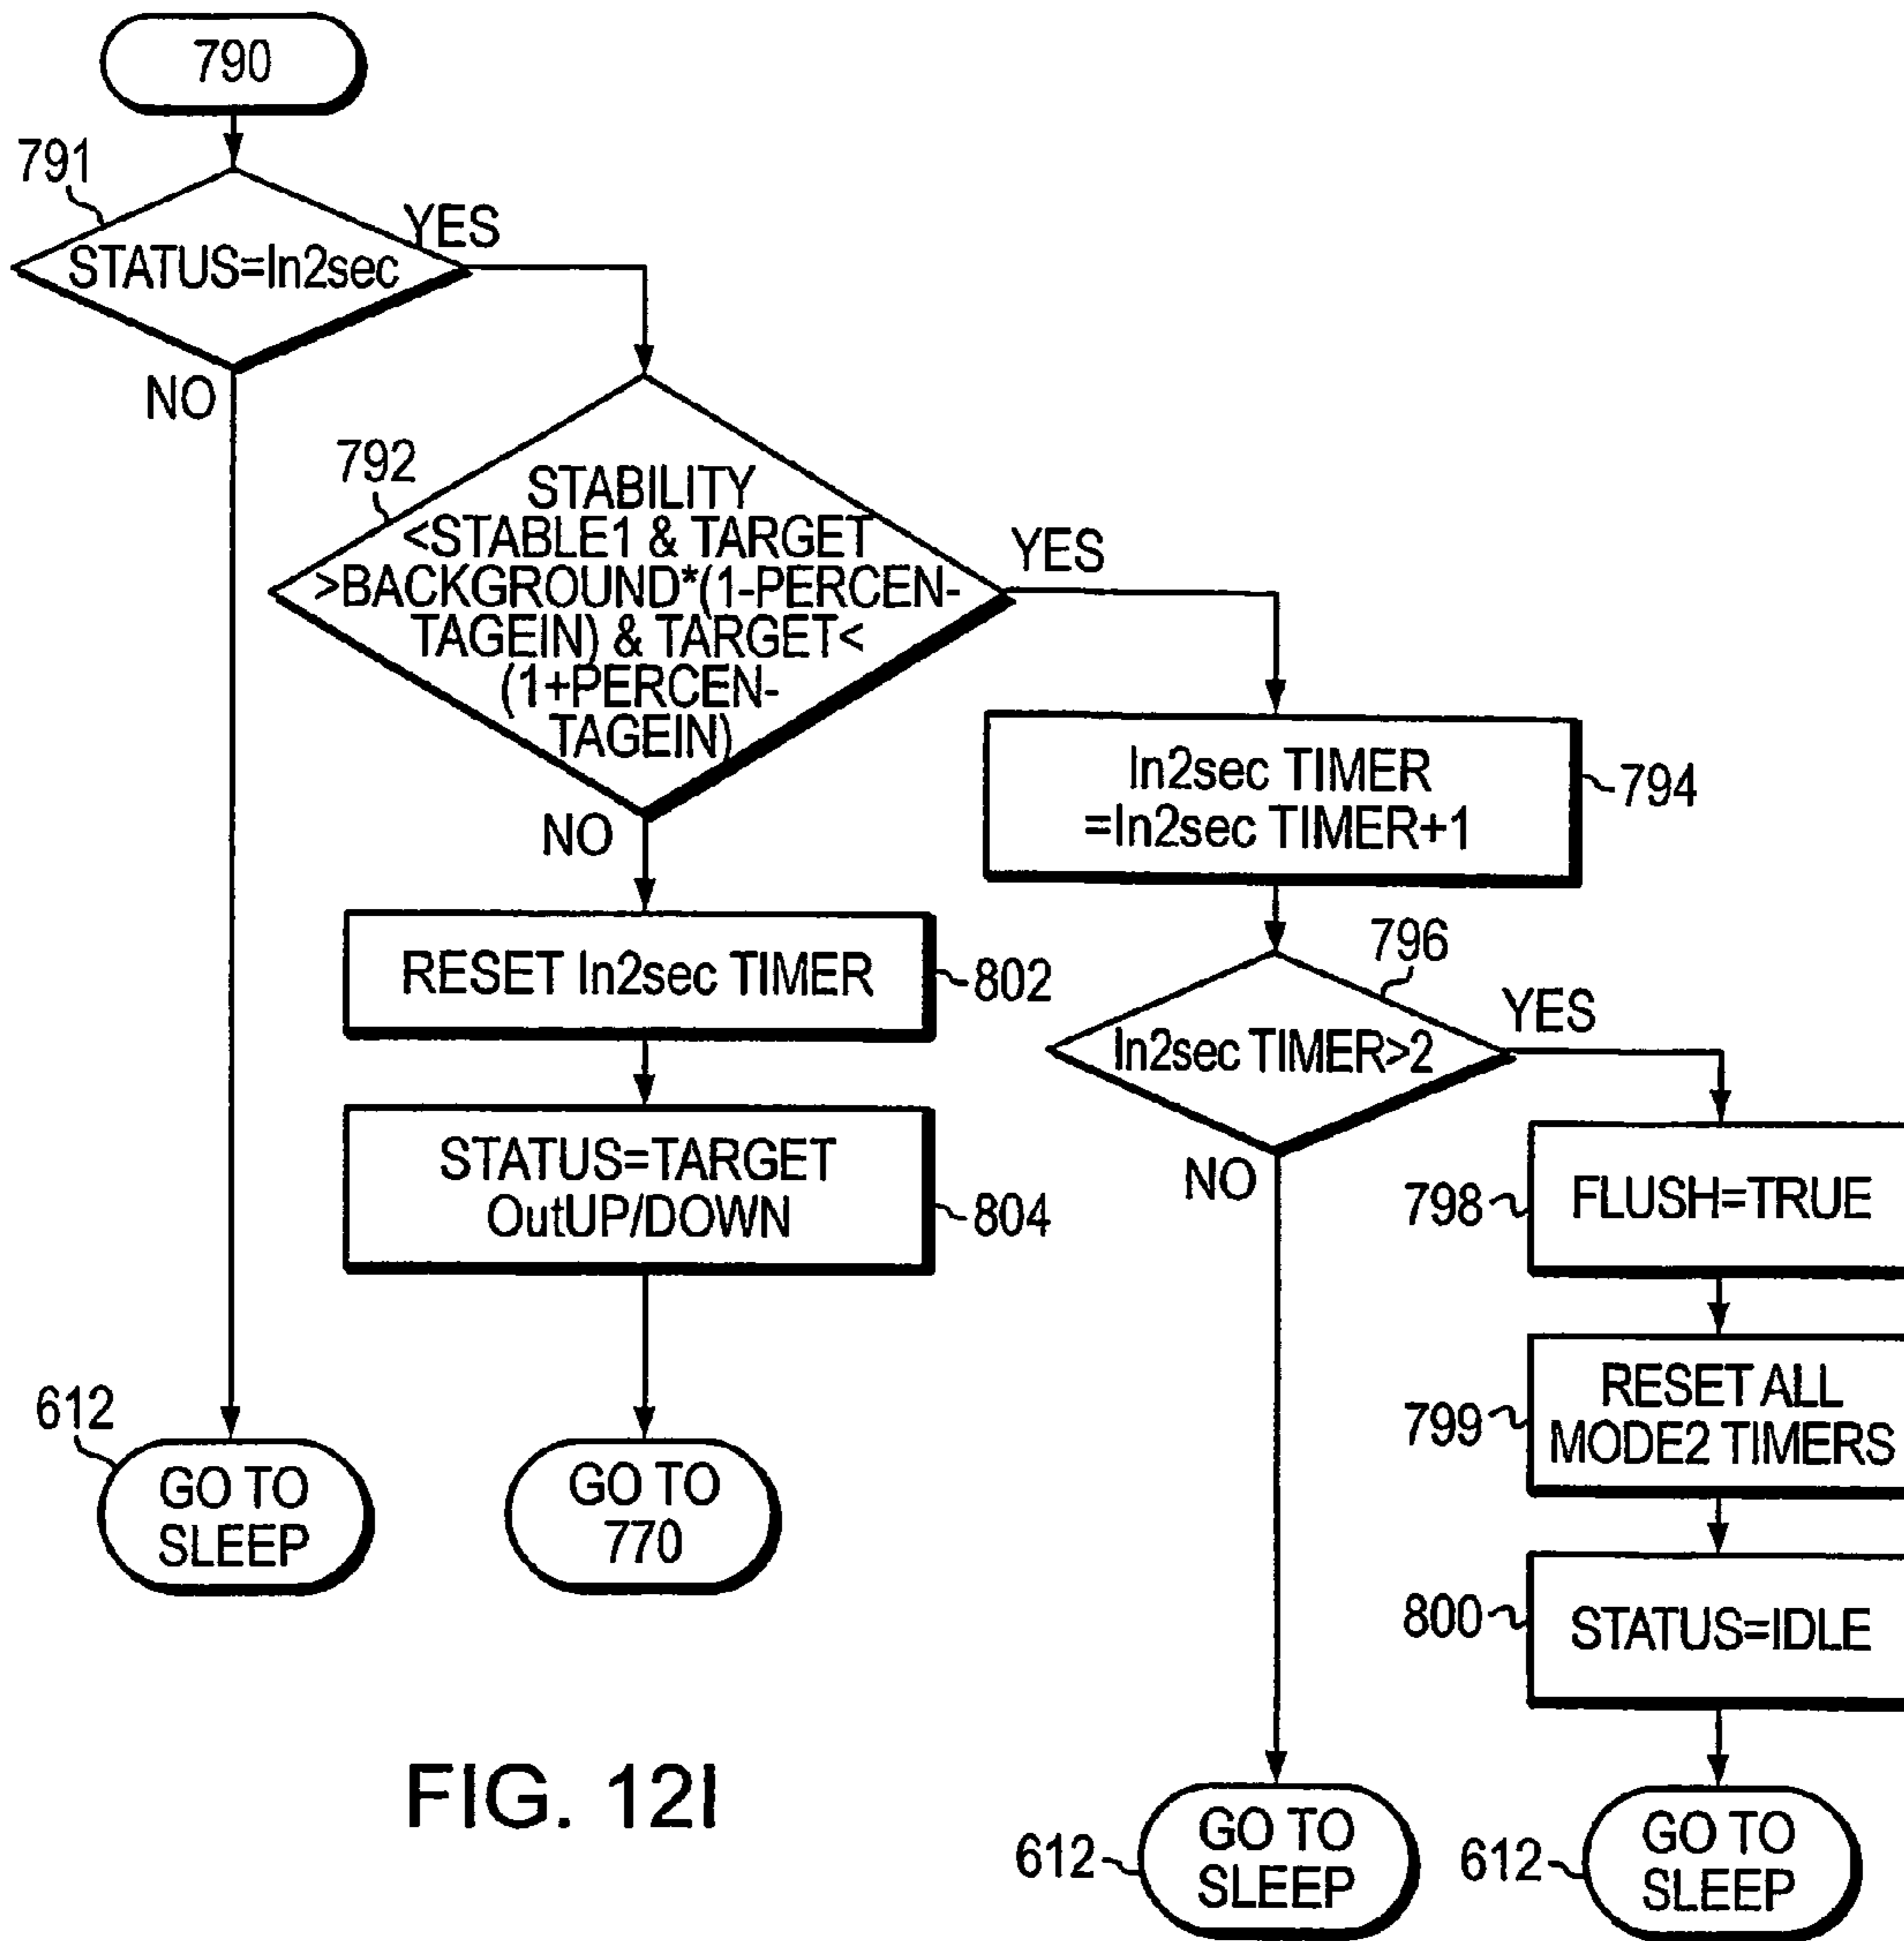 790
791
STATUS=In2sec
YES
NO
792
STABILITY
<STABLE1 & TARGET
>BACKGROUND*(1-PERCEN-
TAGEIN) & TARGET<
(1+PERCEN-
TAGEIN)
YES
NO
In2sec TIMER
=In2sec TIMER+1
794
RESET In2sec TIMER
802
796
In2sec TIMER>2
YES
NO
STATUS=TARGET
OutUP/DOWN
804
798
FLUSH=TRUE
799
RESET ALL
MODE2 TIMERS
800
STATUS=IDLE
612
GO TO
SLEEP
GO TO
770
612
GO TO
SLEEP
612
GO TO
SLEEP
FIG. 12I